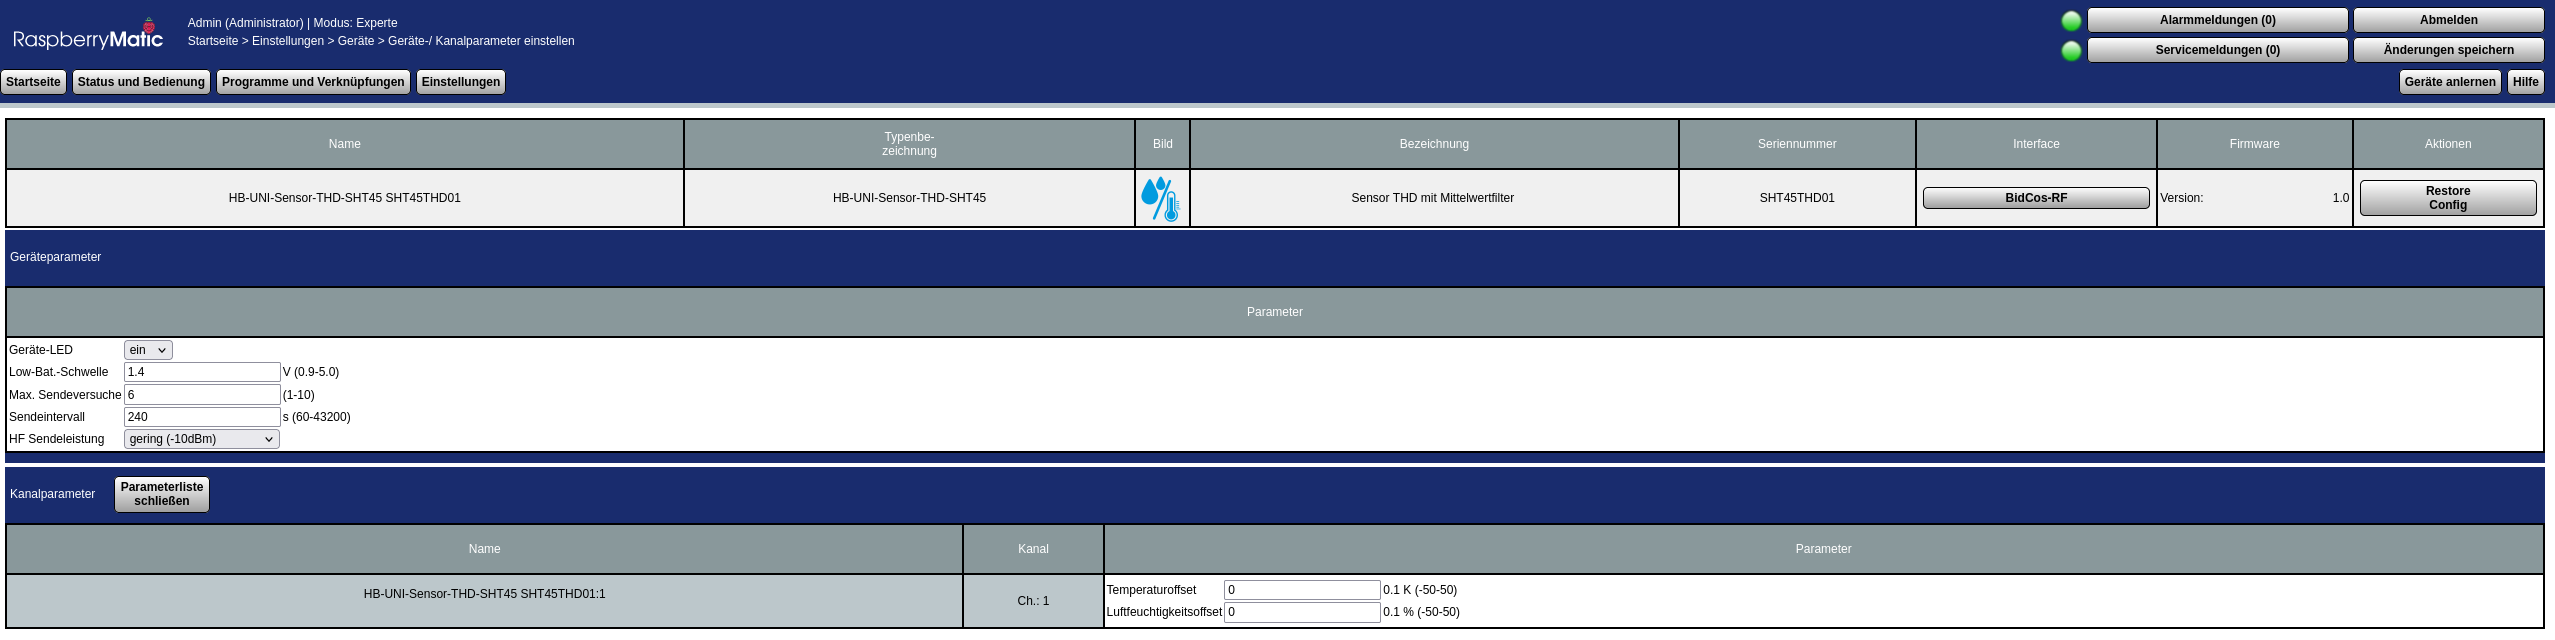 RaspberryMatic
Admin (Administrator) | Modus: Experte
Startseite > Einstellungen > Geräte > Geräte-/ Kanalparameter einstellen
Alarmmeldungen (0)
Abmelden
Servicemeldungen (0)
Änderungen speichern
Startseite
Status und Bedienung
Programme und Verknüpfungen
Einstellungen
Geräte anlernen
Hilfe
Name
Typenbe-
zeichnung
Bild
Bezeichnung
Seriennummer
Interface
Firmware
Aktionen
HB-UNI-Sensor-THD-SHT45 SHT45THD01
HB-UNI-Sensor-THD-SHT45
Sensor THD mit Mittelwertfilter
SHT45THD01
BidCos-RF
Version: 1.0
Restore
Config
Geräteparameter
Parameter
Geräte-LED ein
Low-Bat.-Schwelle 1.4 V (0.9-5.0)
Max. Sendeversuche 6 (1-10)
Sendeintervall 240 s (60-43200)
HF Sendeleistung gering (-10dBm)
Kanalparameter
Parameterliste
schließen
Name
Kanal
Parameter
HB-UNI-Sensor-THD-SHT45 SHT45THD01:1
Ch.: 1
Temperaturoffset 0 0.1 K (-50-50)
Luftfeuchtigkeitsoffset 0 0.1 % (-50-50)